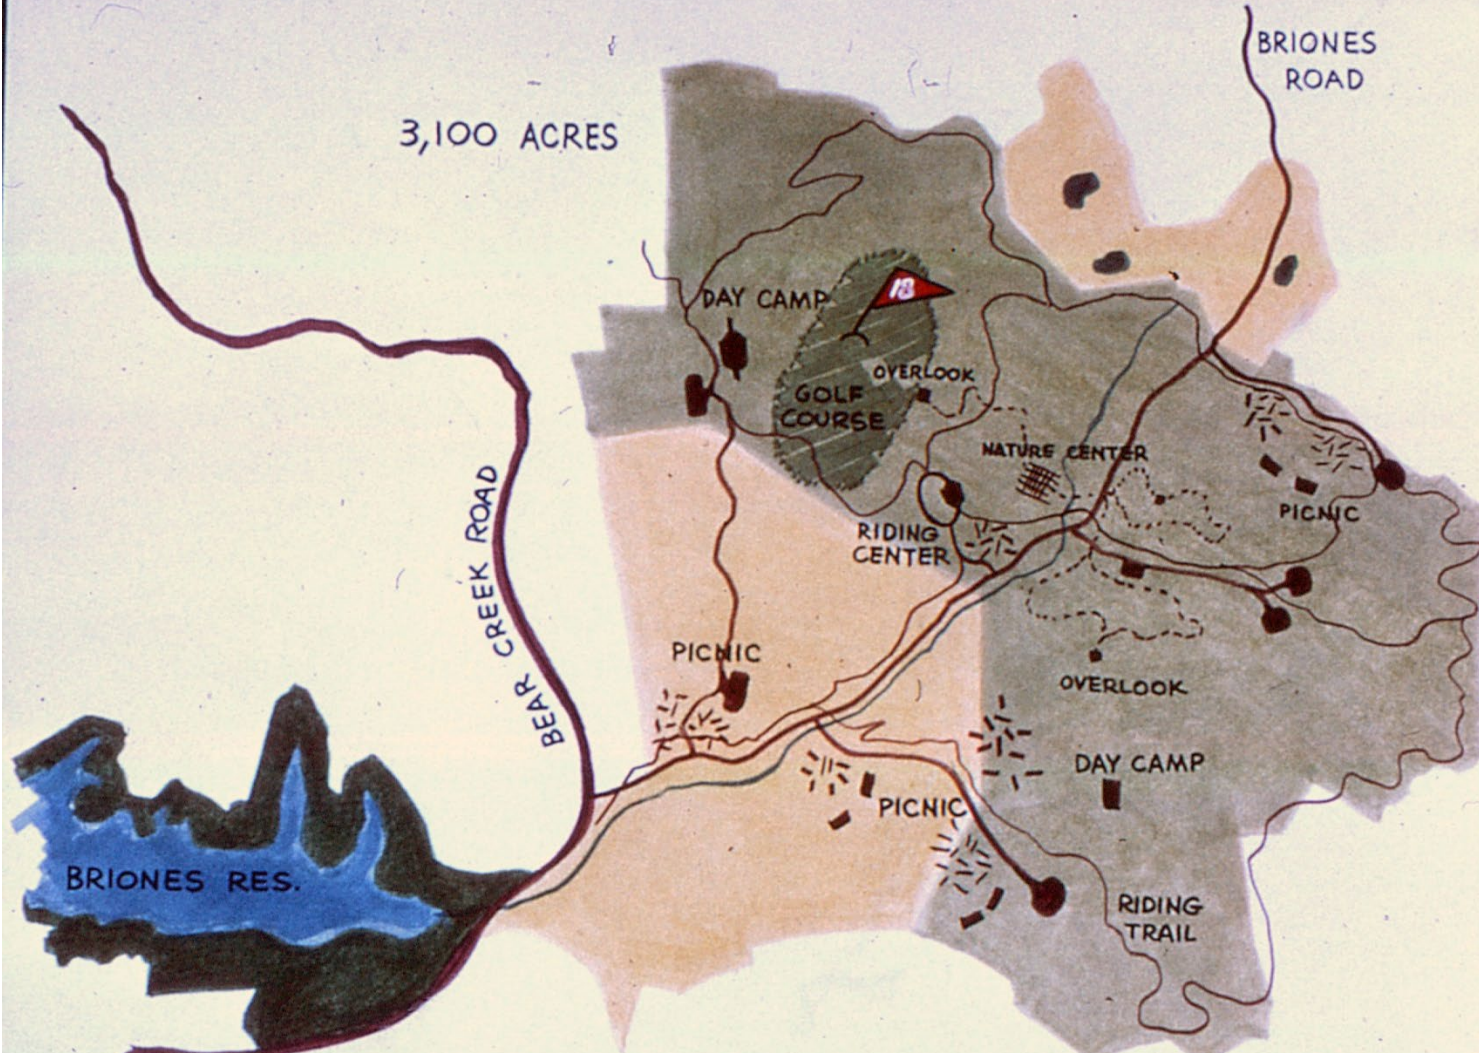 BRIONES
ROAD
3,100 ACRES
DAY CAMP
18
OVERLOOK
GOLF
COURSE
NATURE CENTER
PICNIC
RIDING
CENTER
BEAR CREEK ROAD
PICNIC
OVERLOOK
DAY CAMP
PICNIC
BRIONES RES.
RIDING
TRAIL